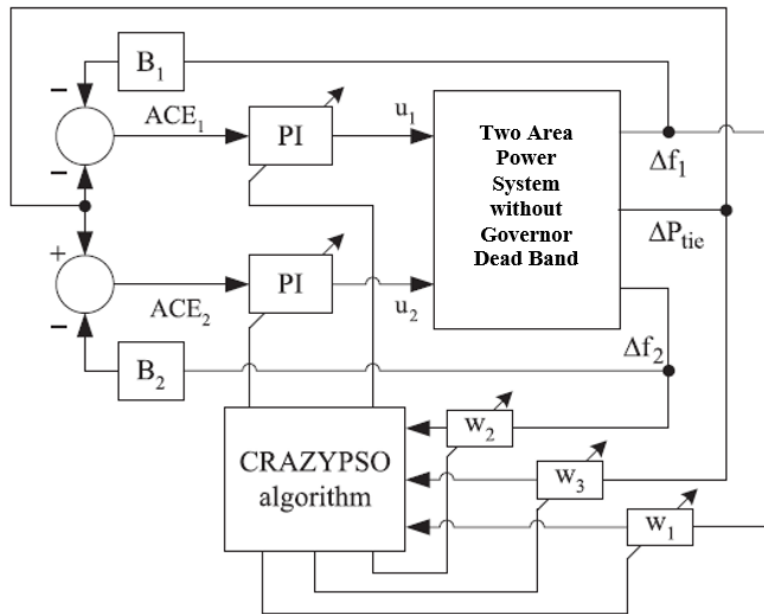 B₁
−
ACE₁
PI
u₁
Two Area
Power
System
without
Governor
Dead Band
Δf₁
−
ΔPtie
+
ACE₂
PI
u₂
−
B₂
Δf₂
w₂
CRAZYPSO
algorithm
w₃
w₁